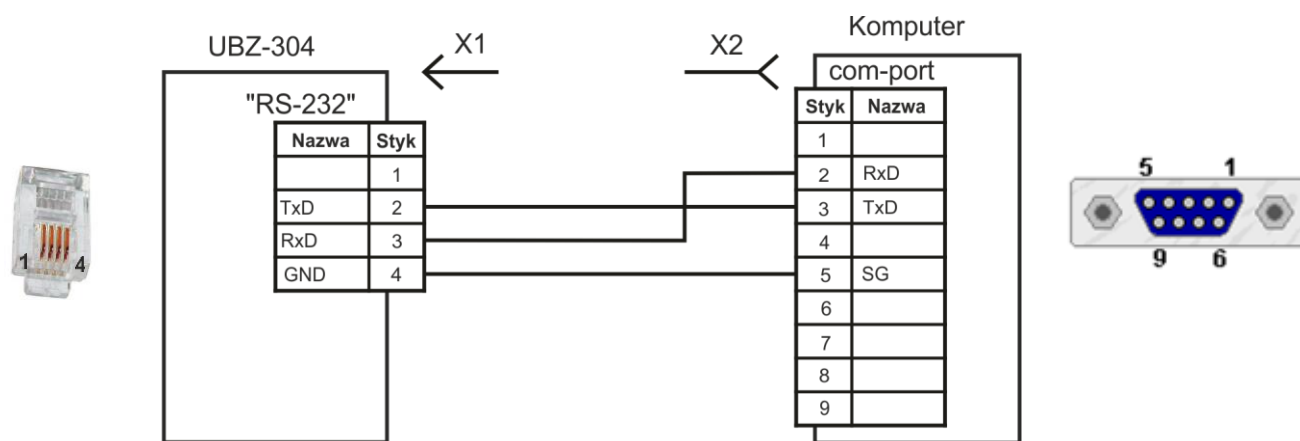 Komputer
UBZ-304
X1
X2
com-port
"RS-232"
Styk Nazwa
Nazwa Styk
1
1
2 RxD
TxD 2
3 TxD
RxD 3
4
GND 4
5 SG
6
7
8
9
1 4
5 1
9 6